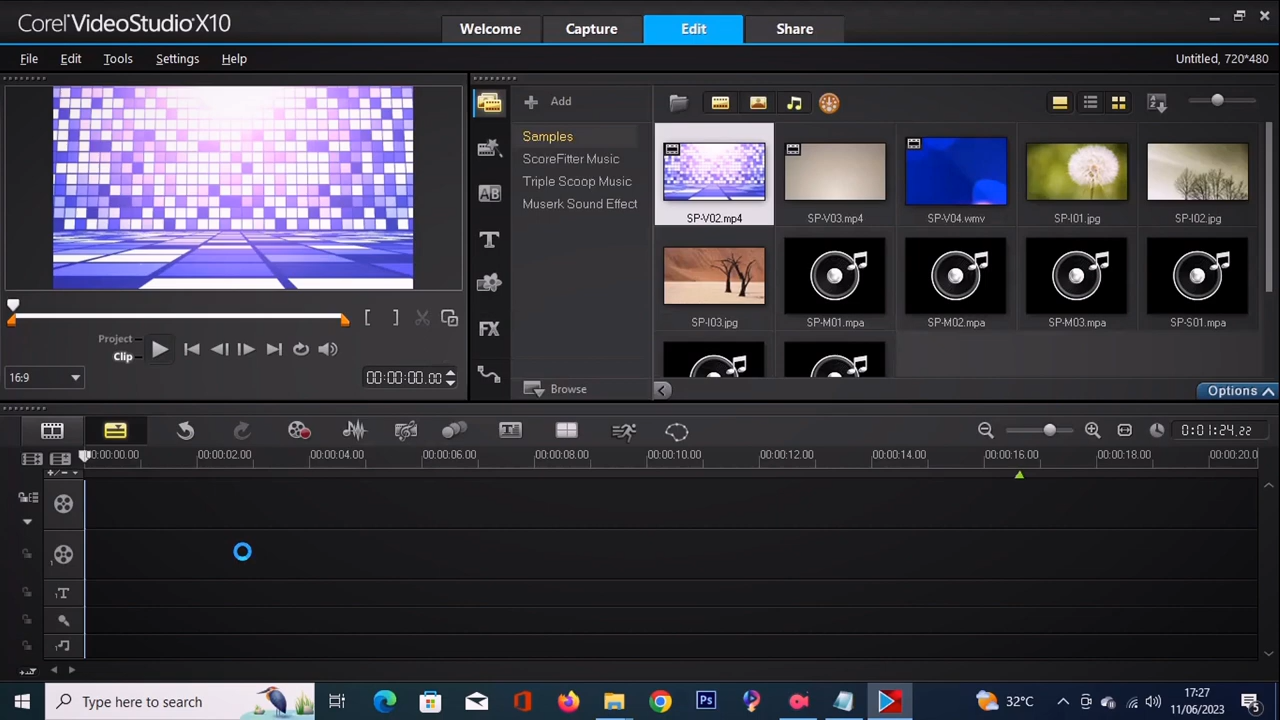 Corel VideoStudio X10
Welcome
Capture
Edit
Share
File
Edit
Tools
Settings
Help
Untitled, 720*480
Add
Samples
ScoreFitter Music
Triple Scoop Music
Muserk Sound Effect
Browse
SP-V02.mp4
SP-V03.mp4
SP-V04.wmv
SP-I01.jpg
SP-I02.jpg
SP-I03.jpg
SP-M01.mpa
SP-M02.mpa
SP-M03.mpa
SP-S01.mpa
AB
T
FX
Options
Project
Clip
16:9
00:00:00.00
0:01:24.22
00:00:00.00
00:00:02.00
00:00:04.00
00:00:06.00
00:00:08.00
00:00:10.00
00:00:12.00
00:00:14.00
00:00:16.00
00:00:18.00
00:00:20.0
1
1T
1
Type here to search
Ps
32°C
17:27
11/06/2023
5